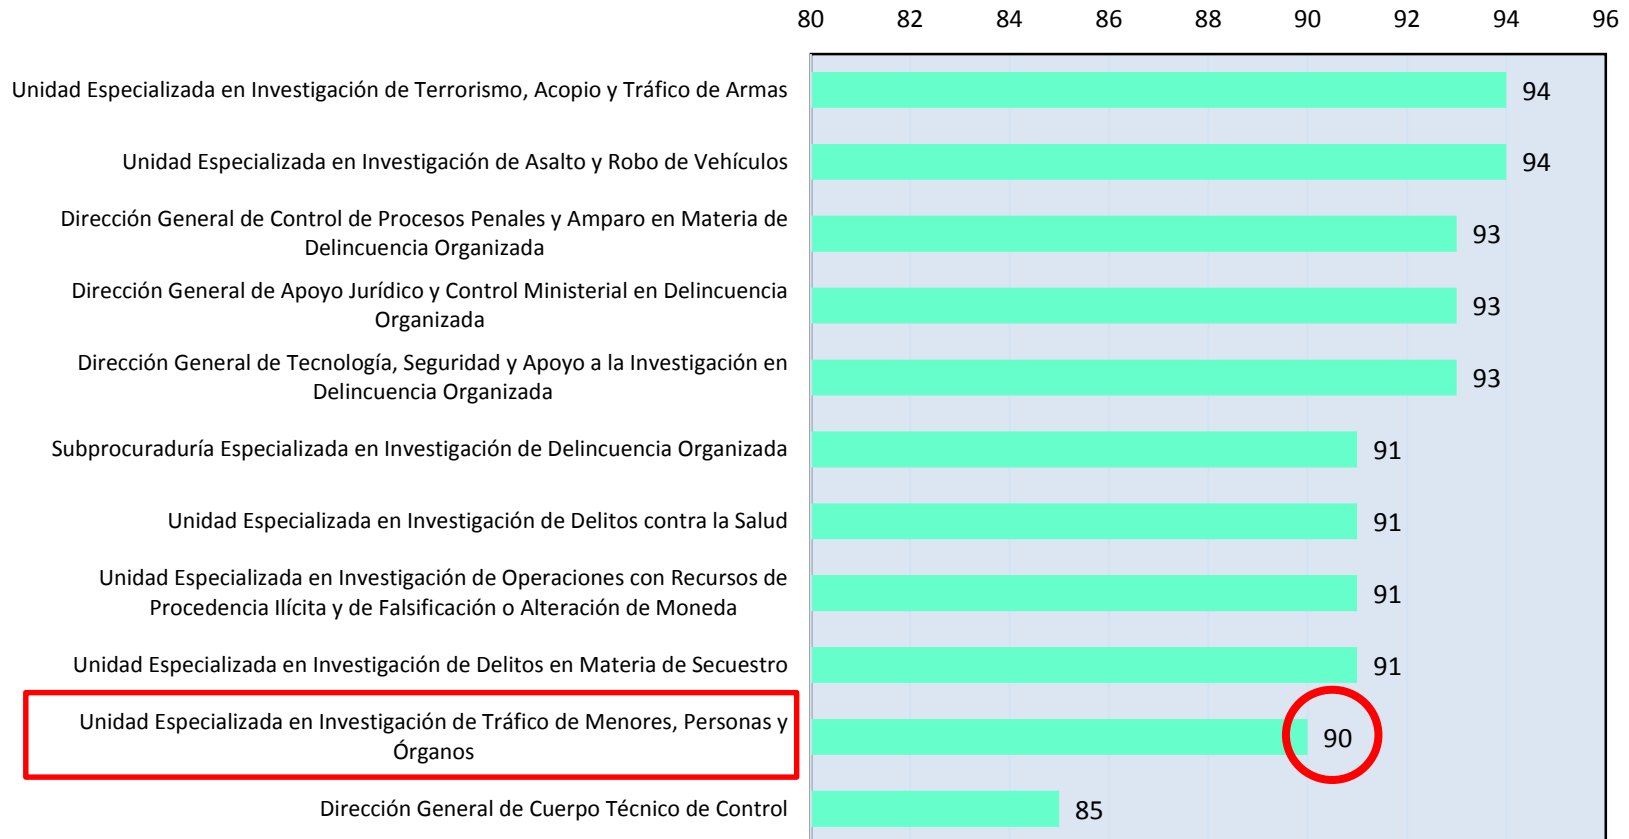 80 82 84 86 88 90 92 94 96
Unidad Especializada en Investigación de Terrorismo, Acopio y Tráfico de Armas
94
Unidad Especializada en Investigación de Asalto y Robo de Vehículos
94
Dirección General de Control de Procesos Penales y Amparo en Materia de
Delincuencia Organizada
93
Dirección General de Apoyo Jurídico y Control Ministerial en Delincuencia
Organizada
93
Dirección General de Tecnología, Seguridad y Apoyo a la Investigación en
Delincuencia Organizada
93
Subprocuraduría Especializada en Investigación de Delincuencia Organizada
91
Unidad Especializada en Investigación de Delitos contra la Salud
91
Unidad Especializada en Investigación de Operaciones con Recursos de
Procedencia Ilícita y de Falsificación o Alteración de Moneda
91
Unidad Especializada en Investigación de Delitos en Materia de Secuestro
91
Unidad Especializada en Investigación de Tráfico de Menores, Personas y
Órganos
90
Dirección General de Cuerpo Técnico de Control
85